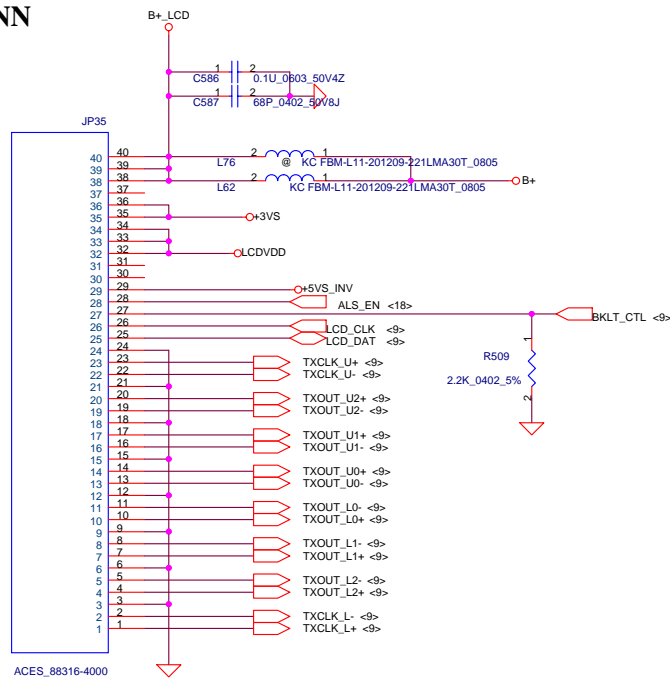 NN
B+_LCD
1 2
C586 0.1U_0603_50V4Z
1 2
C587 68P_0402_50V8J
JP35
40 40 2 1
L76 @ KC FBM-L11-201209-221LMA30T_0805
39 39
38 38 2 1 B+
L62 KC FBM-L11-201209-221LMA30T_0805
37 37
36 36
35 35 +3VS
34 34
33 33
32 32 LCDVDD
31 31
30 30
29 29 +5VS_INV
28 28 ALS_EN <18>
27 27 BKLT_CTL <9>
26 26 LCD_CLK <9>
25 25 LCD_DAT <9>
1
R509
2.2K_0402_5%
2
24 24
23 23 TXCLK_U+ <9>
22 22 TXCLK_U- <9>
21 21
20 20 TXOUT_U2+ <9>
19 19 TXOUT_U2- <9>
18 18
17 17 TXOUT_U1+ <9>
16 16 TXOUT_U1- <9>
15 15
14 14 TXOUT_U0+ <9>
13 13 TXOUT_U0- <9>
12 12
11 11 TXOUT_L0- <9>
10 10 TXOUT_L0+ <9>
9 9
8 8 TXOUT_L1- <9>
7 7 TXOUT_L1+ <9>
6 6
5 5 TXOUT_L2- <9>
4 4 TXOUT_L2+ <9>
3 3
2 2 TXCLK_L- <9>
1 1 TXCLK_L+ <9>
ACES_88316-4000